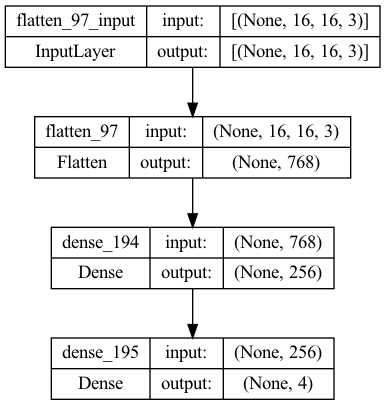 flatten_97_input input: [(None, 16, 16, 3)]
InputLayer output: [(None, 16, 16, 3)]
flatten_97 input: (None, 16, 16, 3)
Flatten output: (None, 768)
dense_194 input: (None, 768)
Dense output: (None, 256)
dense_195 input: (None, 256)
Dense output: (None, 4)